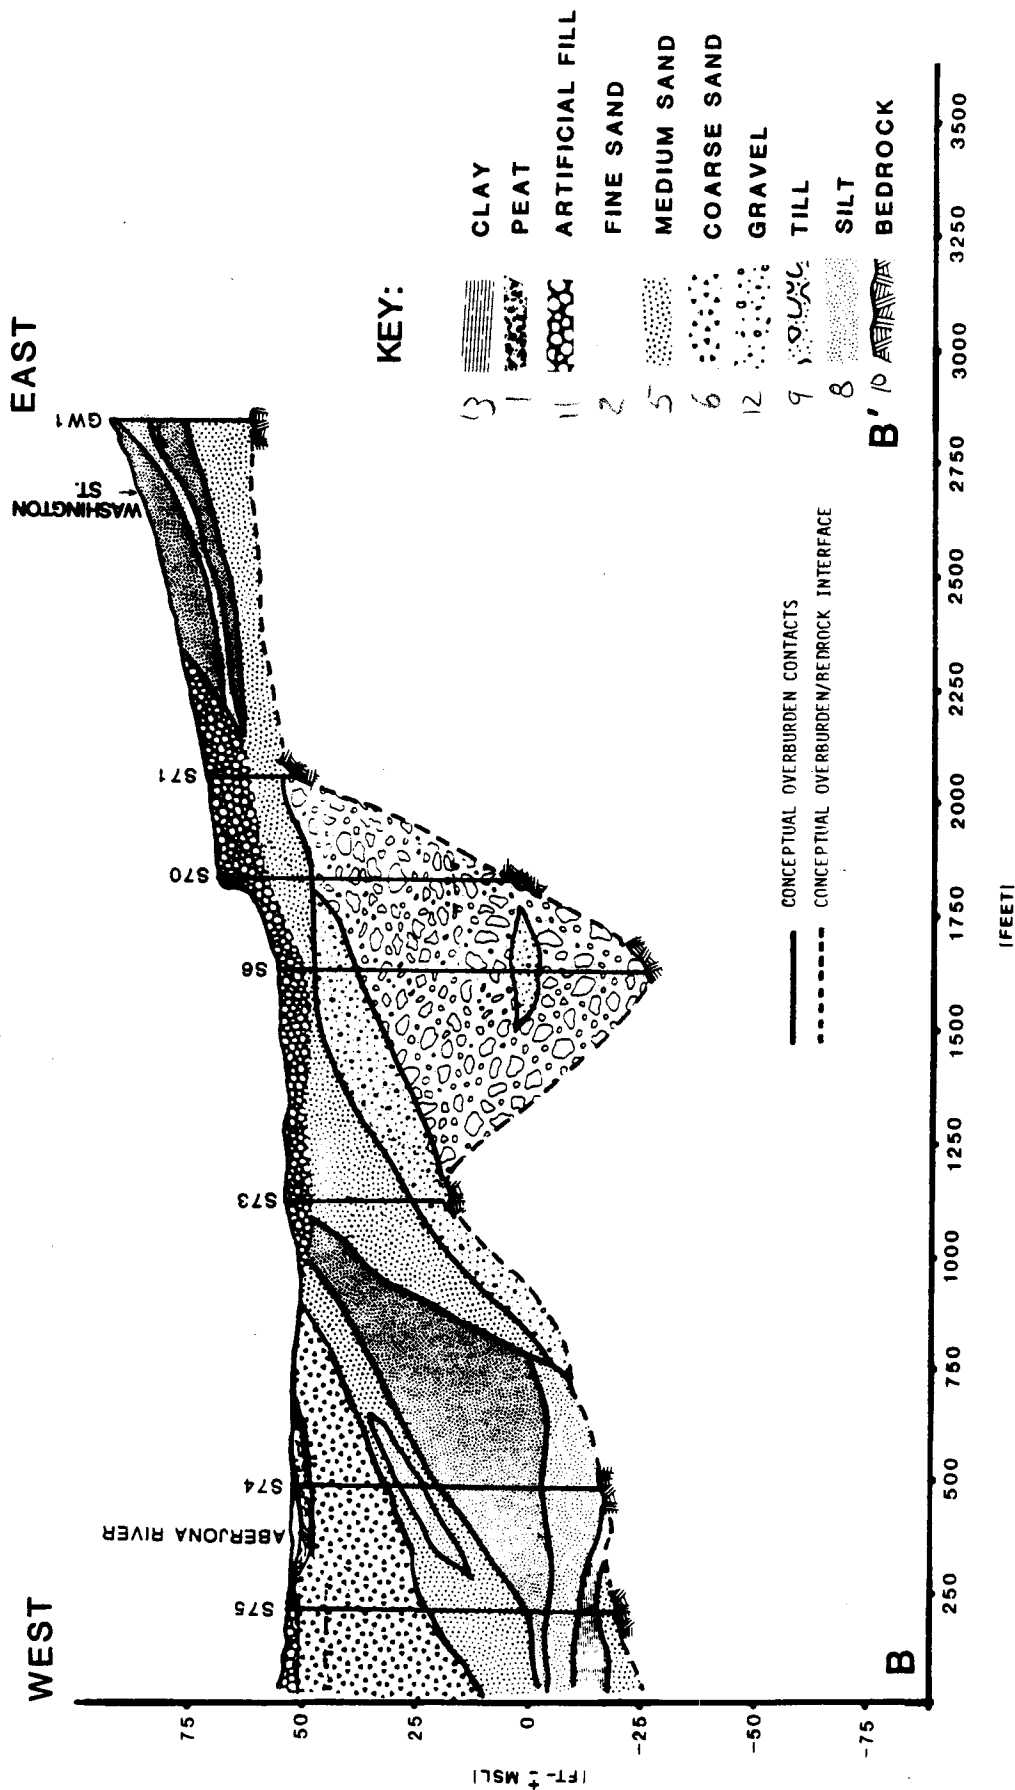 WEST
EAST
S75
ABERJONA RIVER
S74
S73
S6
S70
S71
WASHINGTON
ST.
GW1
KEY:
13 CLAY
1 PEAT
11 ARTIFICIAL FILL
2 FINE SAND
5 MEDIUM SAND
6 COARSE SAND
12 GRAVEL
9 TILL
8 SILT
10 BEDROCK
CONCEPTUAL OVERBURDEN CONTACTS
CONCEPTUAL OVERBURDEN/BEDROCK INTERFACE
B
B'
75
50
25
0
-25
-50
-75
(FT-± MSL)
250
500
750
1000
1250
1500
1750
2000
2250
2500
2750
3000
3250
3500
(FEET)